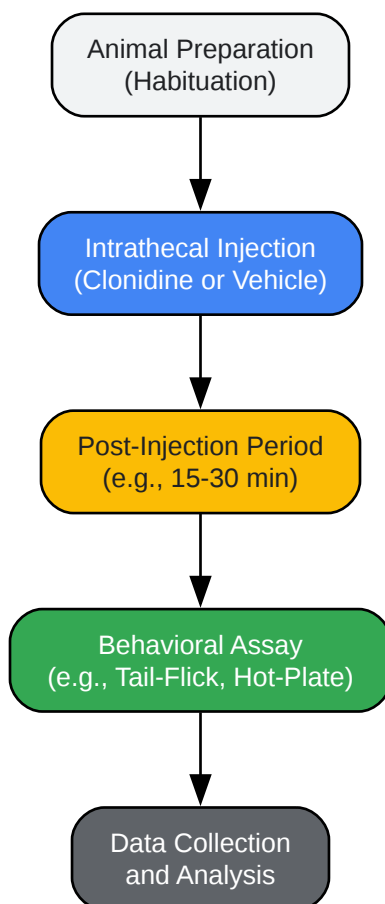 Animal Preparation
(Habituation)
Intrathecal Injection
(Clonidine or Vehicle)
Post-Injection Period
(e.g., 15-30 min)
Behavioral Assay
(e.g., Tail-Flick, Hot-Plate)
Data Collection
and Analysis